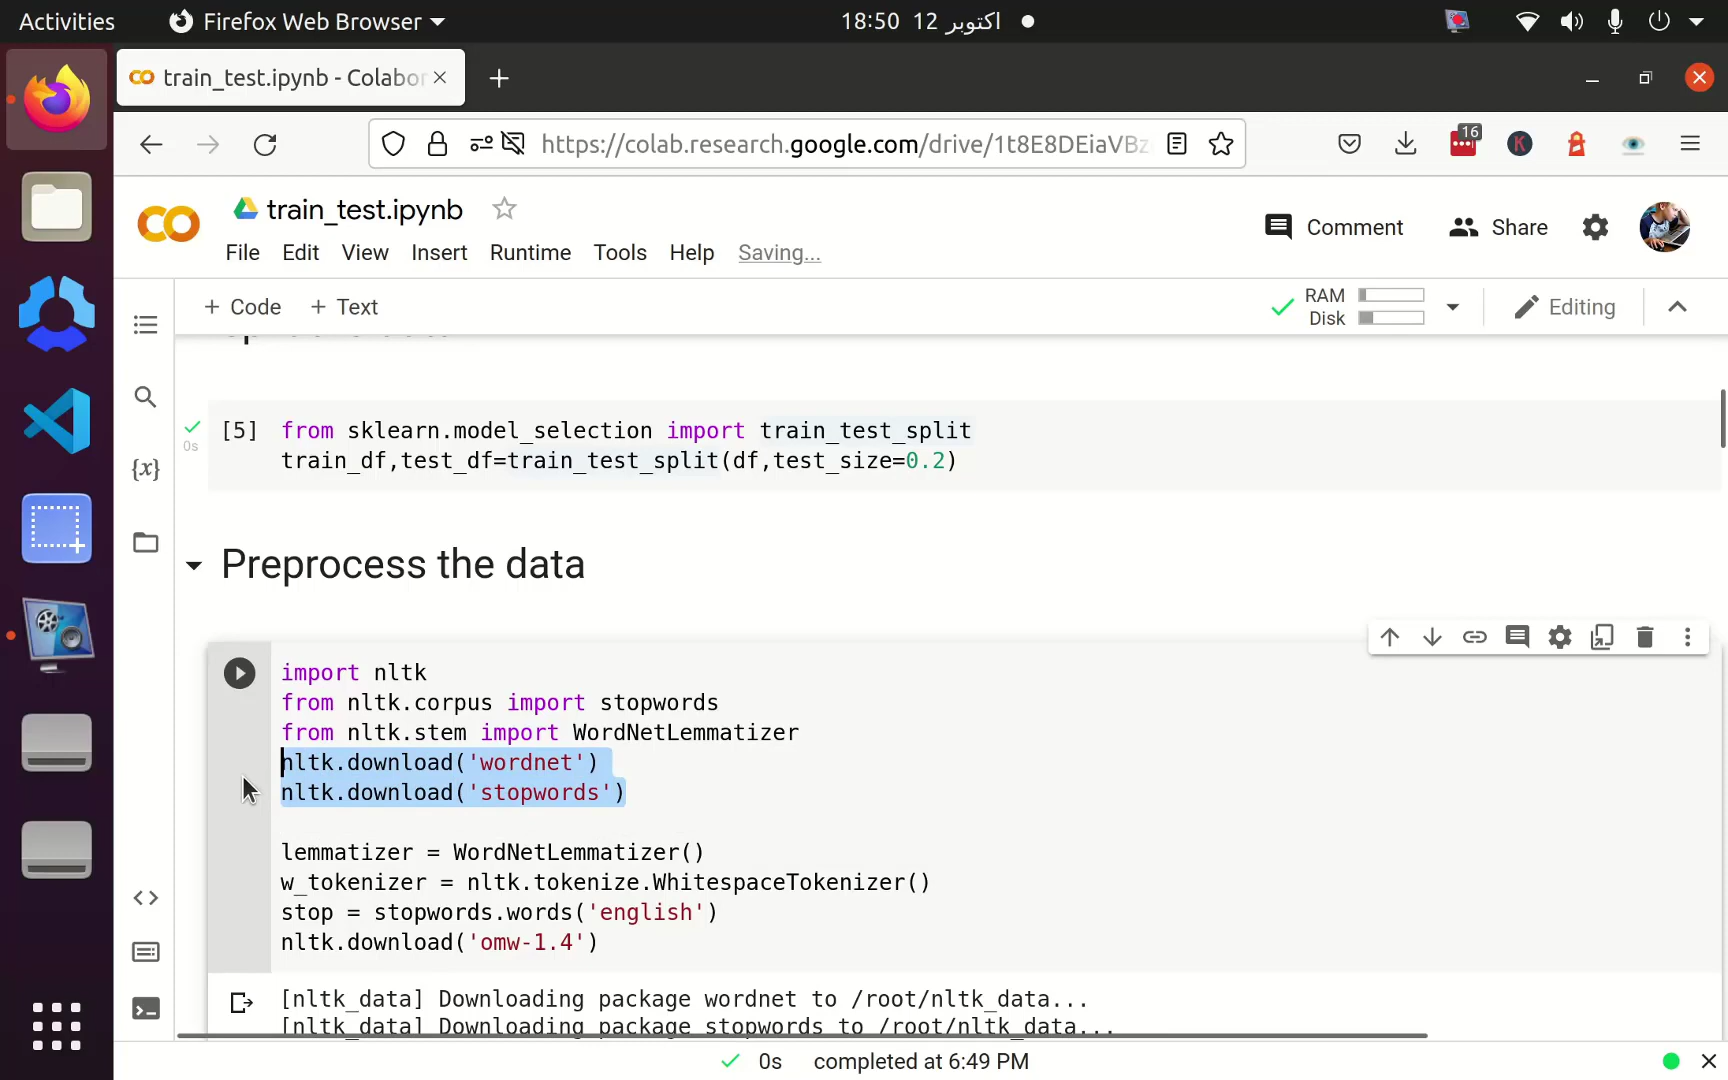 Activities Firefox Web Browser 18:50 12 اکتوبر
train_test.ipynb - Colabor
https://colab.research.google.com/drive/1t8E8DEiaVBz 16 K
train_test.ipynb
Comment Share
File Edit View Insert Runtime Tools Help Saving...
+ Code + Text RAM Disk Editing
[5] from sklearn.model_selection import train_test_split
0s train_df,test_df=train_test_split(df,test_size=0.2)
{x}
Preprocess the data
import nltk
from nltk.corpus import stopwords
from nltk.stem import WordNetLemmatizer
nltk.download('wordnet')
nltk.download('stopwords')
lemmatizer = WordNetLemmatizer()
w_tokenizer = nltk.tokenize.WhitespaceTokenizer()
stop = stopwords.words('english')
nltk.download('omw-1.4')
[nltk_data] Downloading package wordnet to /root/nltk_data...
[nltk_data] Downloading package stopwords to /root/nltk_data...
0s completed at 6:49 PM